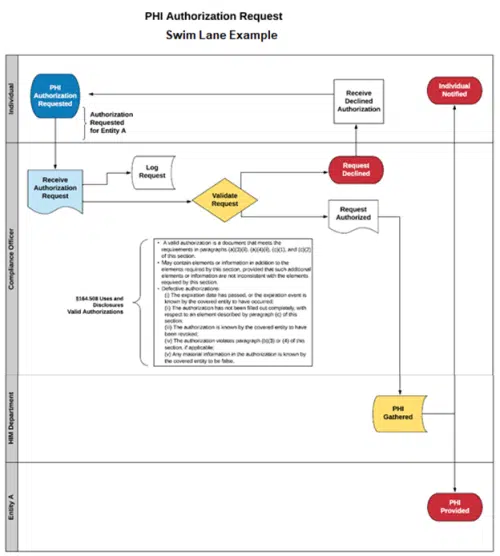 PHI Authorization Request
Swim Lane Example
Individual
PHI
Authorization
Requested
Authorization
Requested
for Entity A
Receive
Declined
Authorization
Individual
Notified
Compliance Officer
Receive
Authorization
Request
Log
Request
Validate
Request
Request
Declined
Request
Authorized
§164.508 Uses and
Disclosures
Valid Authorizations
• A valid authorization is a document that meets the
requirements in paragraphs (a)(3)(ii), (a)(4)(ii), (c)(1), and (c)(2)
of this section.
• May contain elements or information in addition to the
elements required by this section, provided that such additional
elements or information are not inconsistent with the elements
required by this section.
• Defective authorizations:
(i) The expiration date has passed, or the expiration event is
known by the covered entity to have occurred;
(ii) The authorization has not been filled out completely, with
respect to an element described by paragraph (c) of this
section;
(iii) The authorization is known by the covered entity to have
been revoked;
(iv) The authorization violates paragraph (b)(3) or (4) of this
section, if applicable;
(v) Any material information in the authorization is known by
the covered entity to be false.
HIM Department
PHI
Gathered
Entity A
PHI
Provided